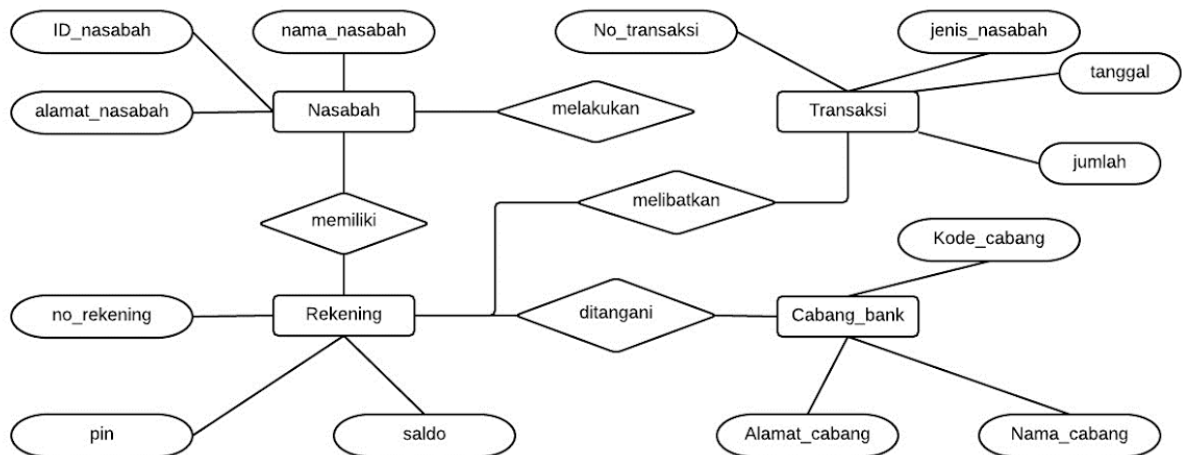 ID_nasabah
nama_nasabah
No_transaksi
jenis_nasabah
tanggal
alamat_nasabah
Nasabah
melakukan
Transaksi
jumlah
memiliki
melibatkan
Kode_cabang
no_rekening
Rekening
ditangani
Cabang_bank
pin
saldo
Alamat_cabang
Nama_cabang